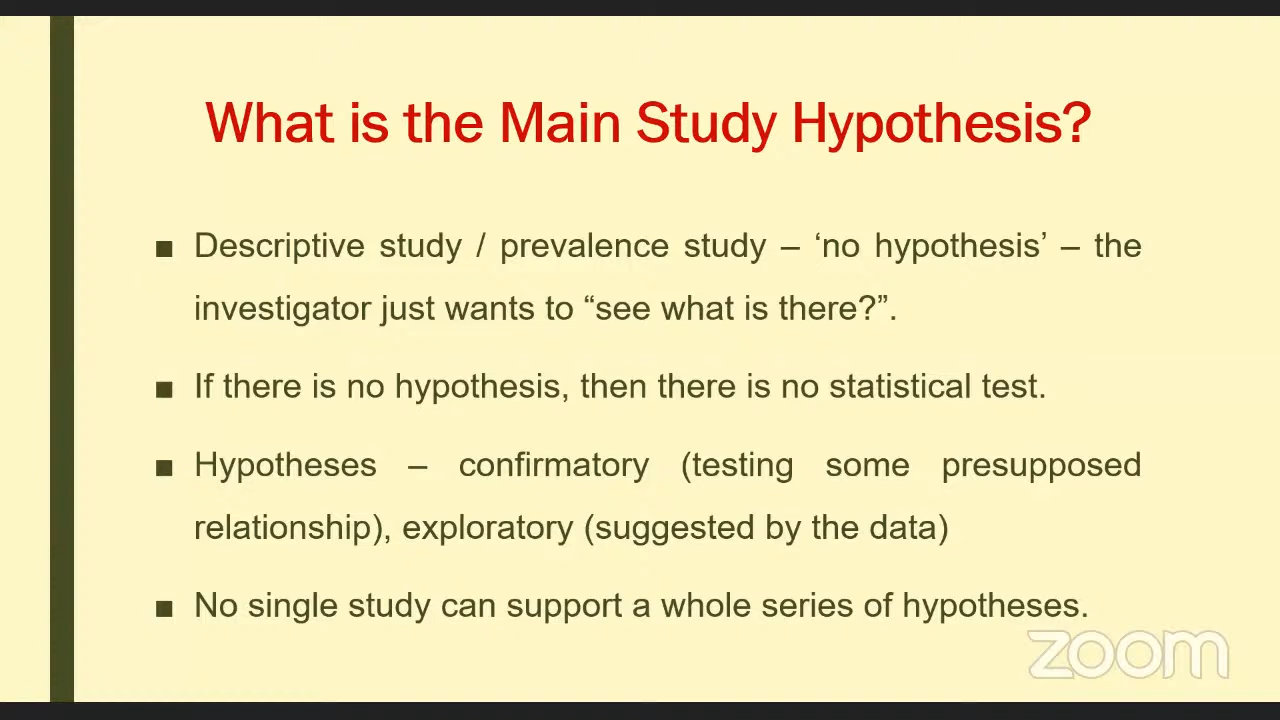 What is the Main Study Hypothesis?
■ Descriptive study / prevalence study – ‘no hypothesis’ – the
investigator just wants to “see what is there?”.
■ If there is no hypothesis, then there is no statistical test.
■ Hypotheses – confirmatory (testing some presupposed
relationship), exploratory (suggested by the data)
■ No single study can support a whole series of hypotheses.
zoom